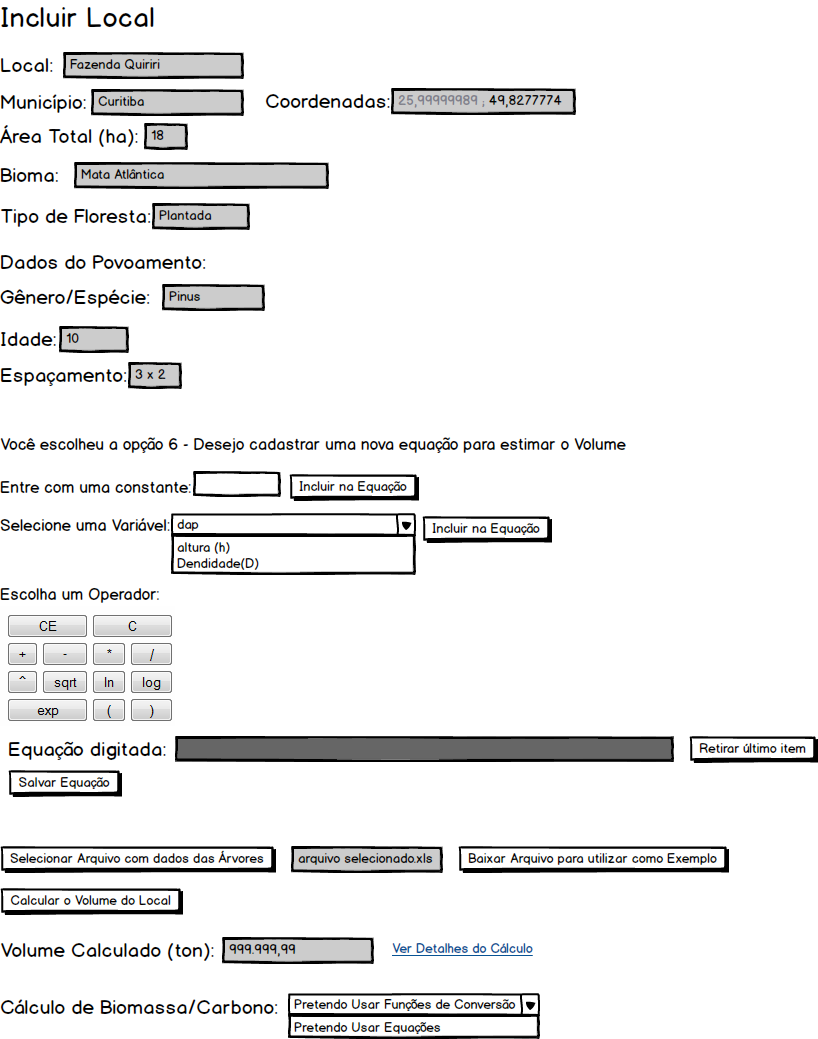 Incluir Local
Local: Fazenda Quiriri
Município: Curitiba Coordenadas: 25,99999989 ; 49,8277774
Área Total (ha): 18
Bioma: Mata Atlântica
Tipo de Floresta: Plantada
Dados do Povoamento:
Gênero/Espécie: Pinus
Idade: 10
Espaçamento: 3 x 2
Você escolheu a opção 6 - Desejo cadastrar uma nova equação para estimar o Volume
Entre com uma constante: Incluir na Equação
Selecione uma Variável: dap Incluir na Equação
altura (h)
Dendidade(D)
Escolha um Operador:
CE C
+ - * /
^ sqrt ln log
exp ( )
Equação digitada: Retirar último item
Salvar Equação
Selecionar Arquivo com dados das Árvores arquivo selecionado.xls Baixar Arquivo para utilizar como Exemplo
Calcular o Volume do Local
Volume Calculado (ton): 999.999,99 Ver Detalhes do Cálculo
Cálculo de Biomassa/Carbono: Pretendo Usar Funções de Conversão
Pretendo Usar Equações